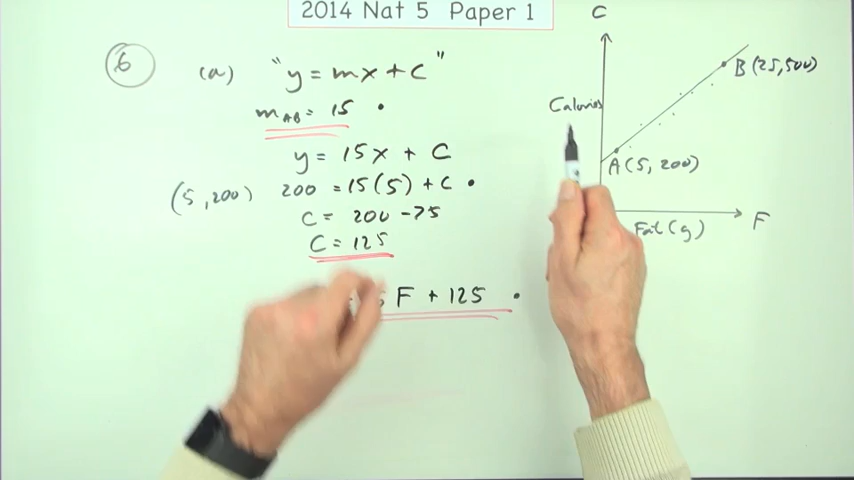 2014 Nat 5 Paper 1
6
(a) "y = mx + c"
m AB = 15
y = 15x + C
(5, 200) 200 = 15(5) + C
C = 200 - 75
C = 125
F + 125
C
Calories
B (25, 500)
A (5, 200)
Fat (g) F